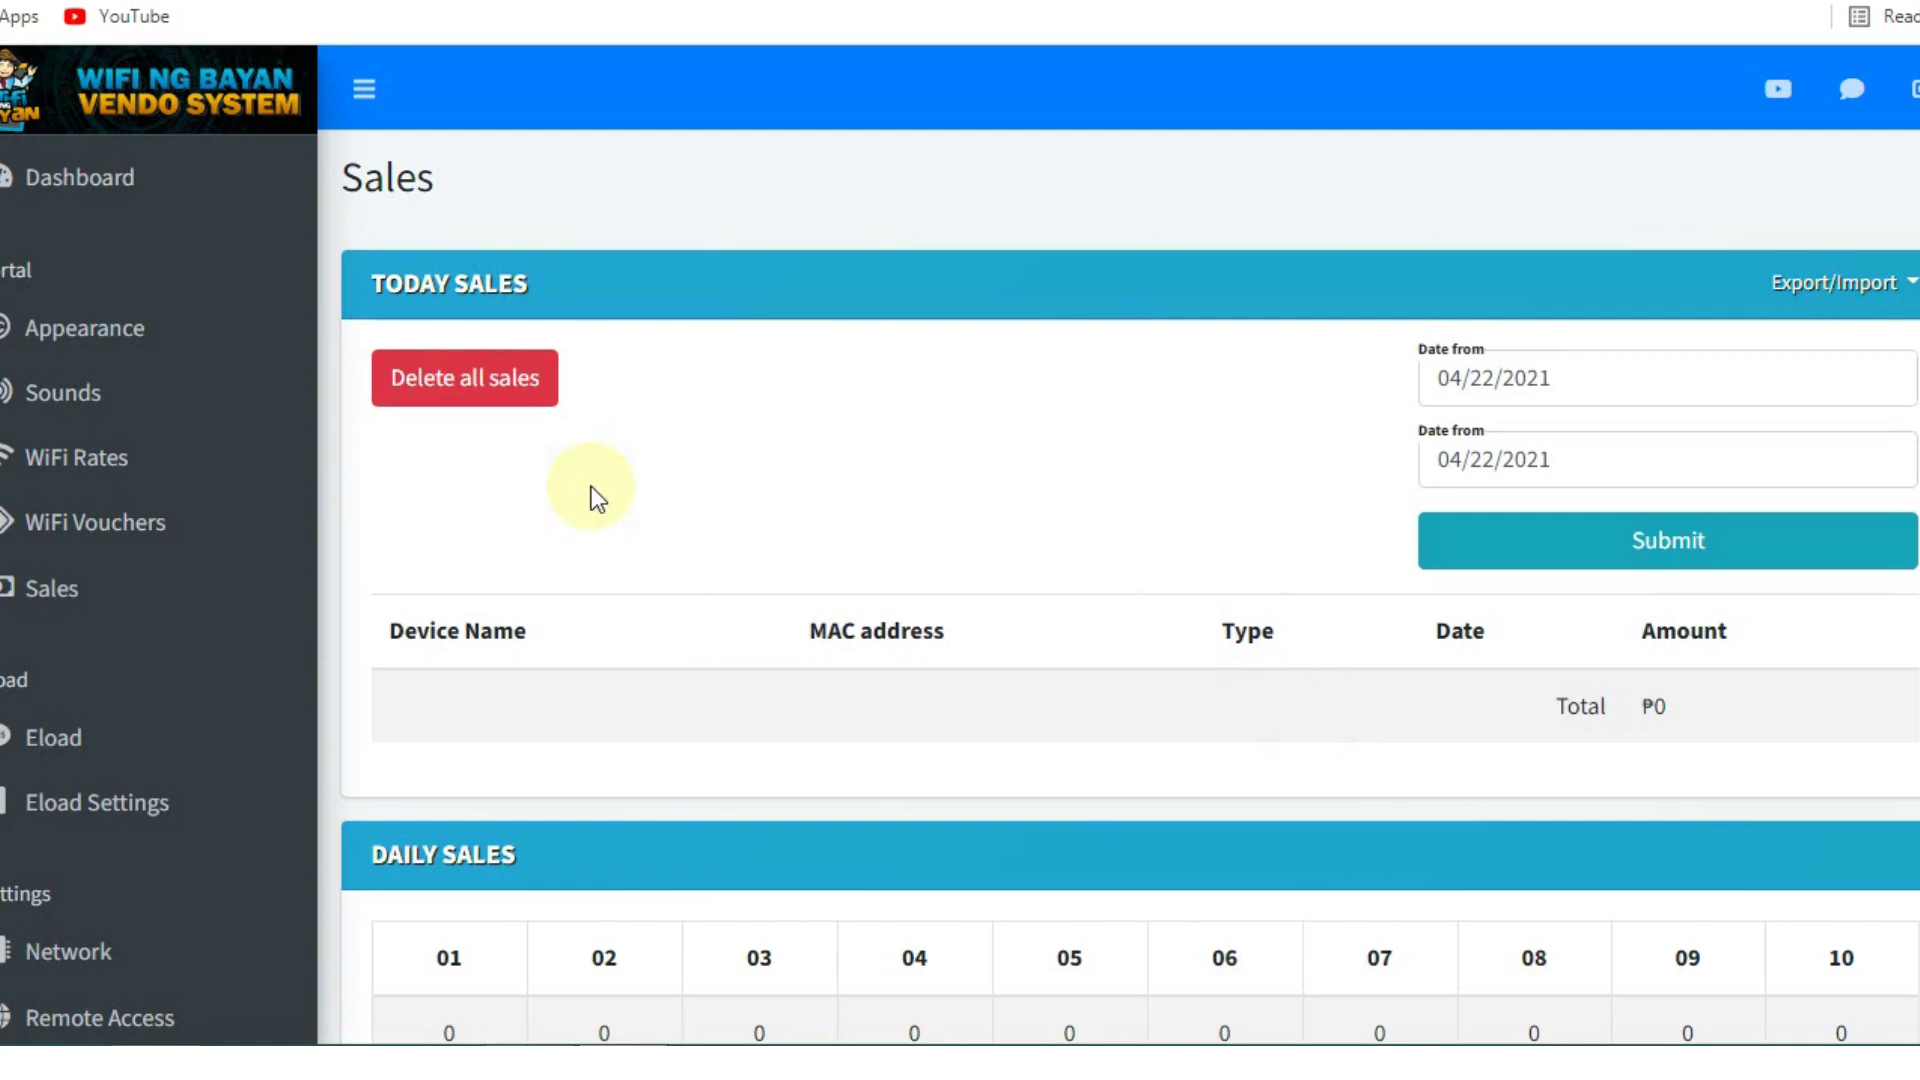 Apps YouTube Read
WIFI NG BAYAN
VENDO SYSTEM
Dashboard
rtal
Appearance
Sounds
WiFi Rates
WiFi Vouchers
Sales
oad
Eload
Eload Settings
ttings
Network
Remote Access
Sales
TODAY SALES
Export/Import
Delete all sales
Date from
04/22/2021
Date from
04/22/2021
Submit
Device Name MAC address Type Date Amount
Total ₱0
DAILY SALES
01 02 03 04 05 06 07 08 09 10
0 0 0 0 0 0 0 0 0 0